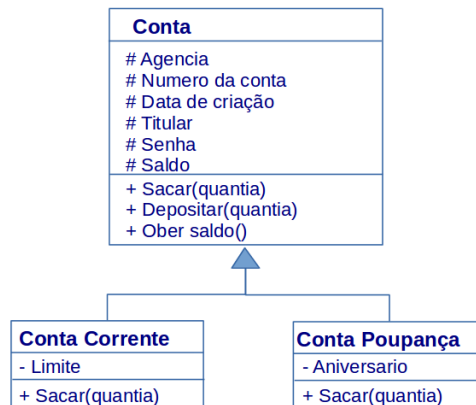 Conta
# Agencia
# Numero da conta
# Data de criação
# Titular
# Senha
# Saldo
+ Sacar(quantia)
+ Depositar(quantia)
+ Ober saldo()
Conta Corrente
- Limite
+ Sacar(quantia)
Conta Poupança
- Aniversario
+ Sacar(quantia)